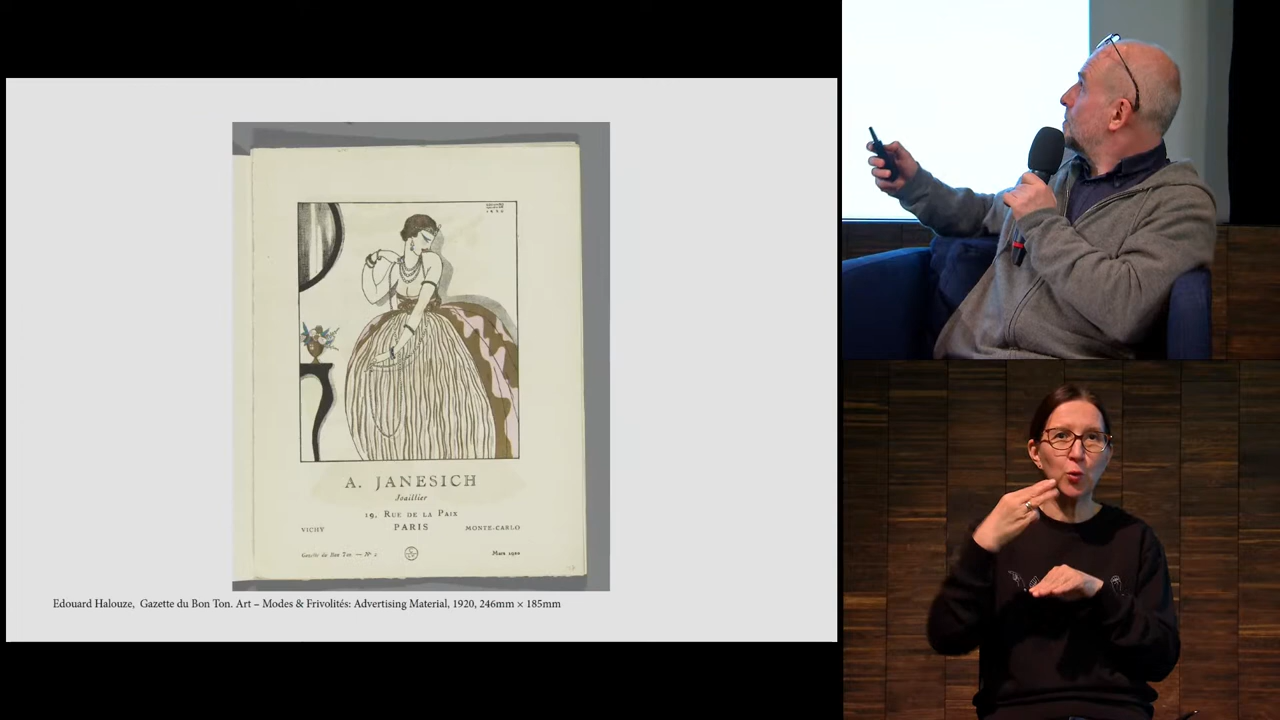 A. JANESICH
Joaillier
19, RUE DE LA PAIX
VICHY PARIS MONTE-CARLO
Gazette du Bon Ton — Nº 2 Mars 1920
Edouard Halouze, Gazette du Bon Ton. Art – Modes & Frivolités: Advertising Material, 1920, 246mm × 185mm